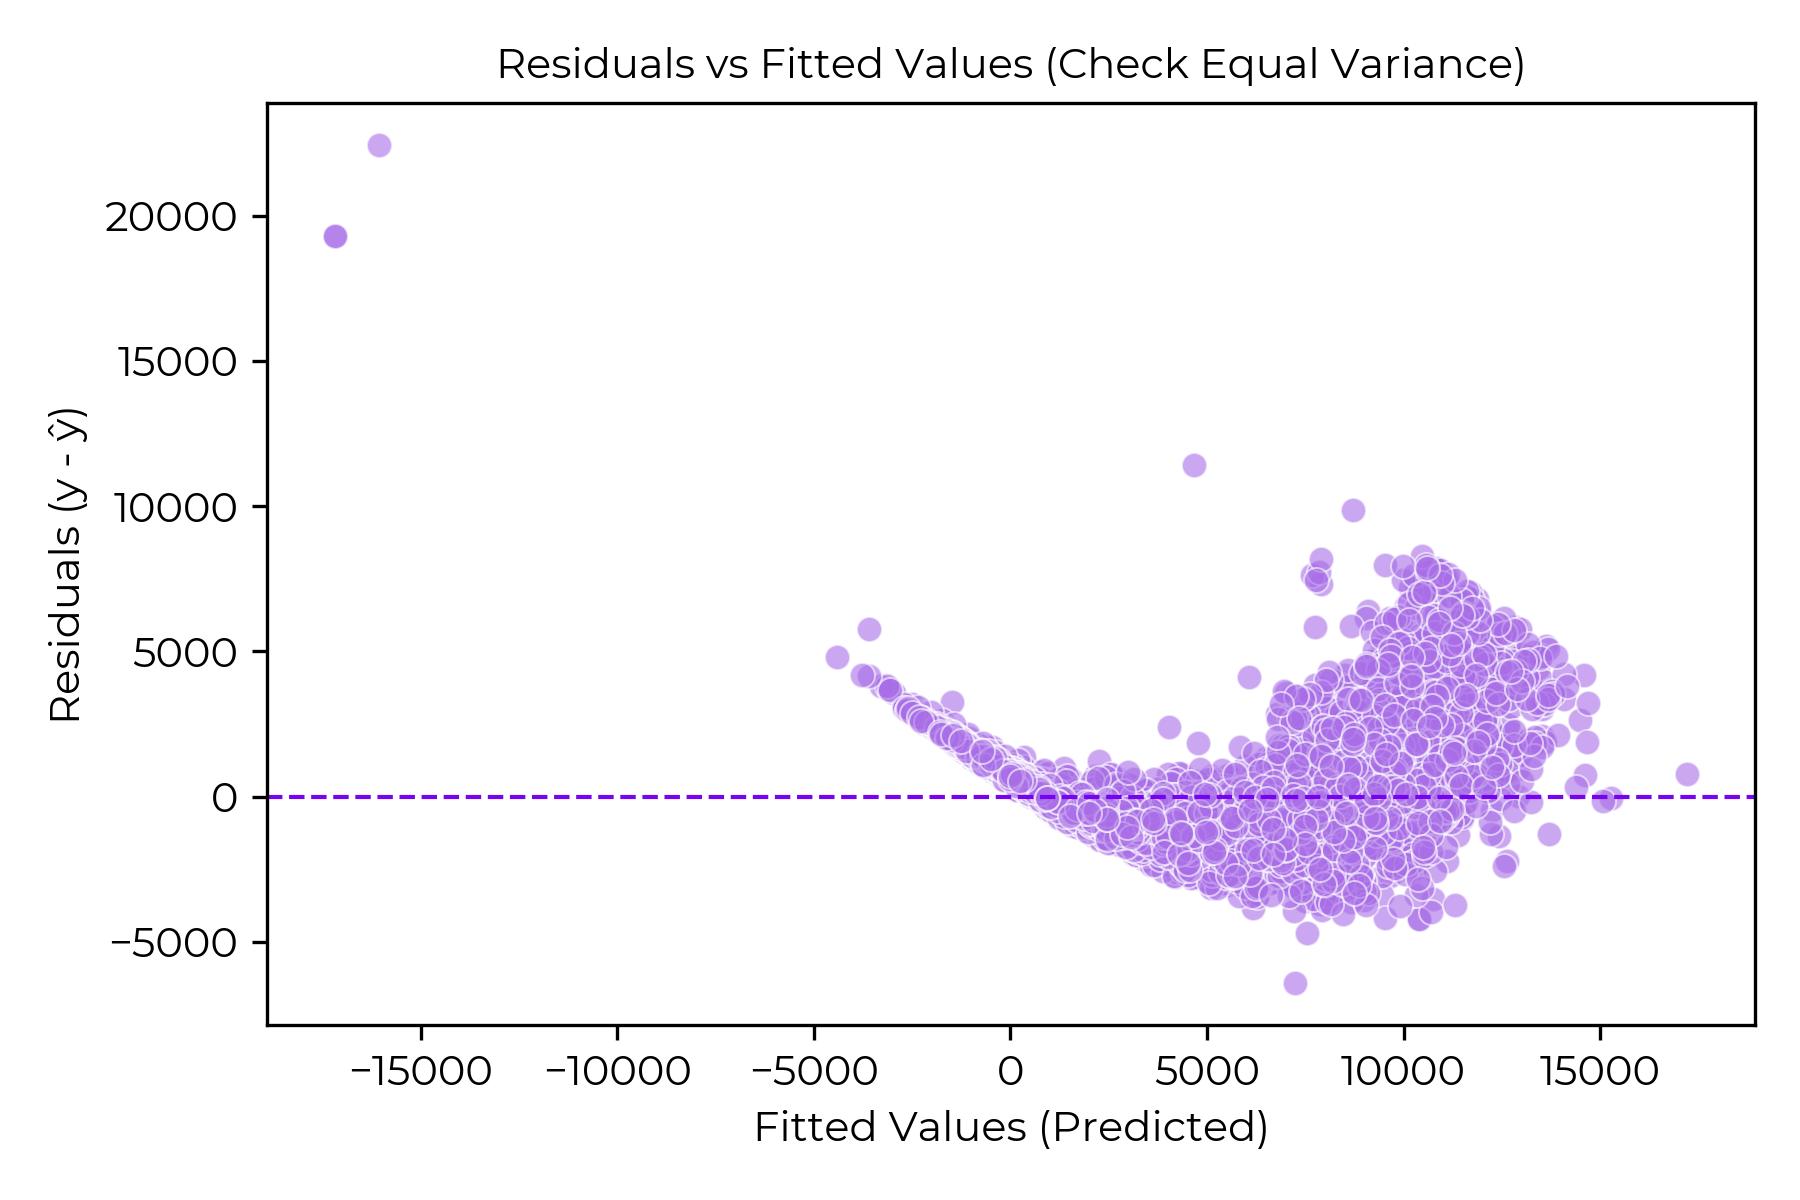 Residuals vs Fitted Values (Check Equal Variance)
20000
15000
10000
5000
0
−5000
Residuals (y - ŷ)
−15000 −10000 −5000 0 5000 10000 15000
Fitted Values (Predicted)